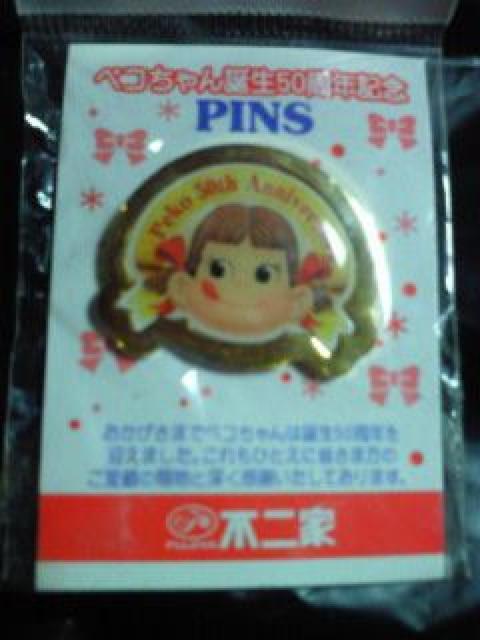 ペコちゃん誕生50周年記念
PINS
Peko 50th Anniver
おかげさまでペコちゃんは誕生50周年を
迎えました。これもひとえに皆さま方の
ご愛顧の賜物と深く感謝いたしております。
不二家